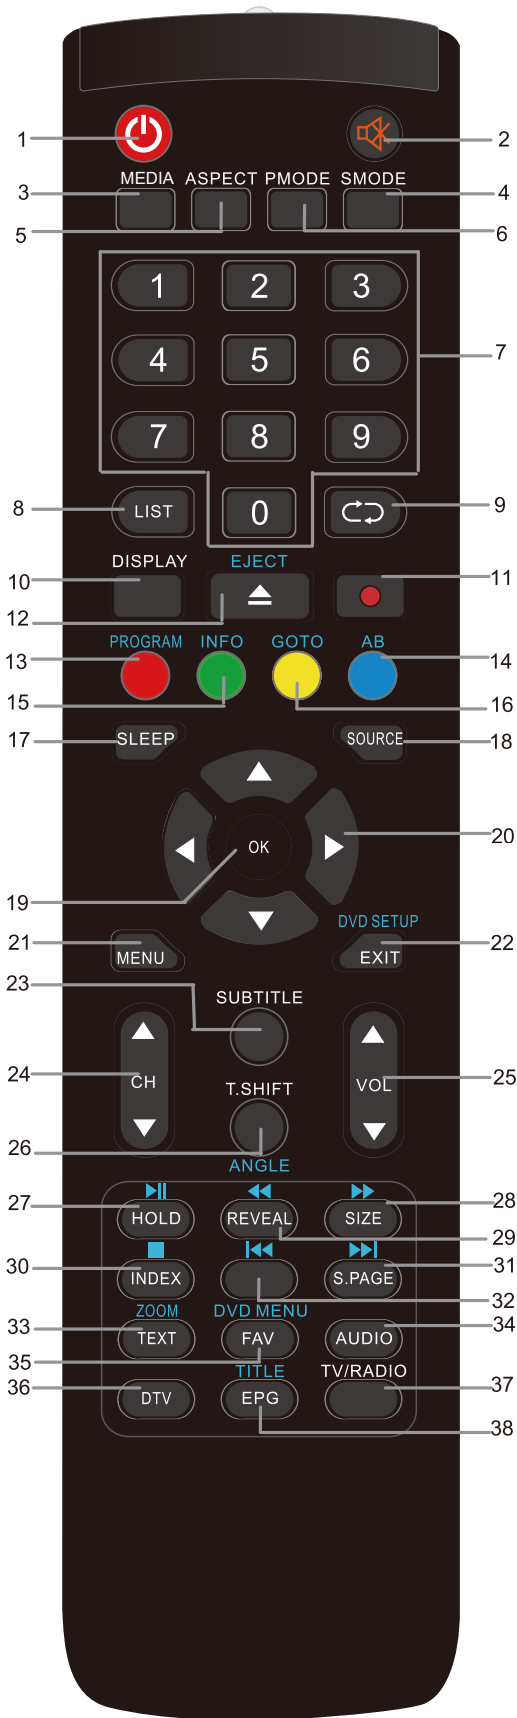 1 2
MEDIA ASPECT PMODE SMODE
3 4
5 6
1 2 3
4 5 6 7
7 8 9
8 LIST 0 9
DISPLAY EJECT
10 11
12
PROGRAM INFO GOTO AB
13 14
15 16
17 SLEEP SOURCE 18
20
OK
19
DVD SETUP
21 22
MENU EXIT
23
SUBTITLE
24 CH VOL 25
T.SHIFT
26
ANGLE
27 28
HOLD REVEAL SIZE
29
30 31
INDEX S.PAGE
32
ZOOM DVD MENU
33 34
TEXT FAV AUDIO
35
TITLE TV/RADIO
36 37
DTV EPG
38